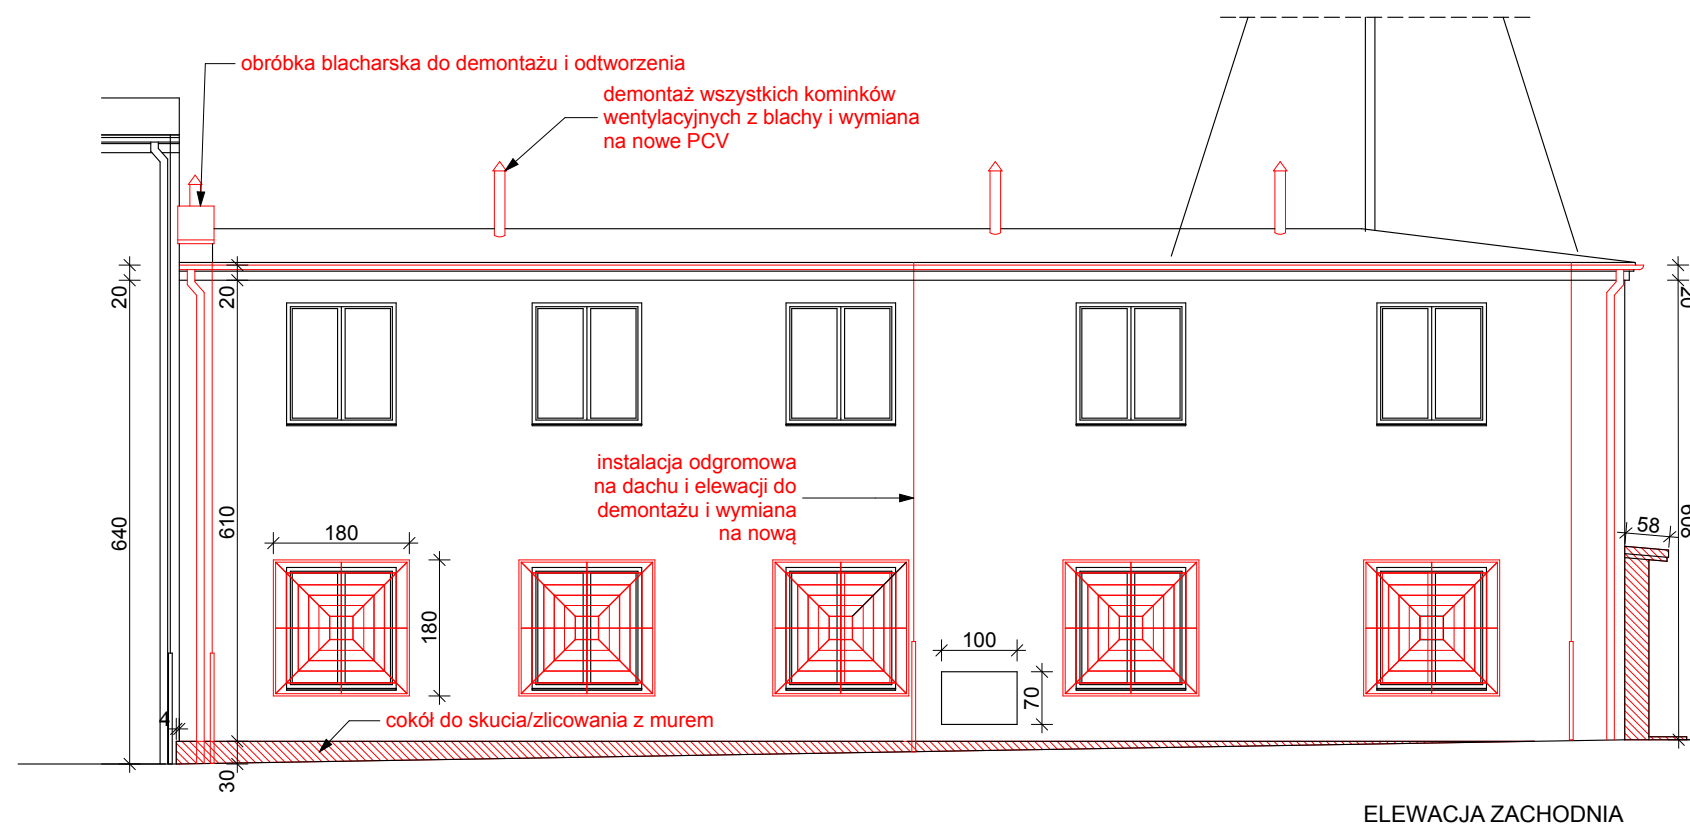 obróbka blacharska do demontażu i odtworzenia
demontaż wszystkich kominków
wentylacyjnych z blachy i wymiana
na nowe PCV
20
20
20
instalacja odgromowa
na dachu i elewacji do
demontażu i wymiana
na nową
640
610
609
58
180
180
100
70
4
cokół do skucia/zlicowania z murem
30
ELEWACJA ZACHODNIA